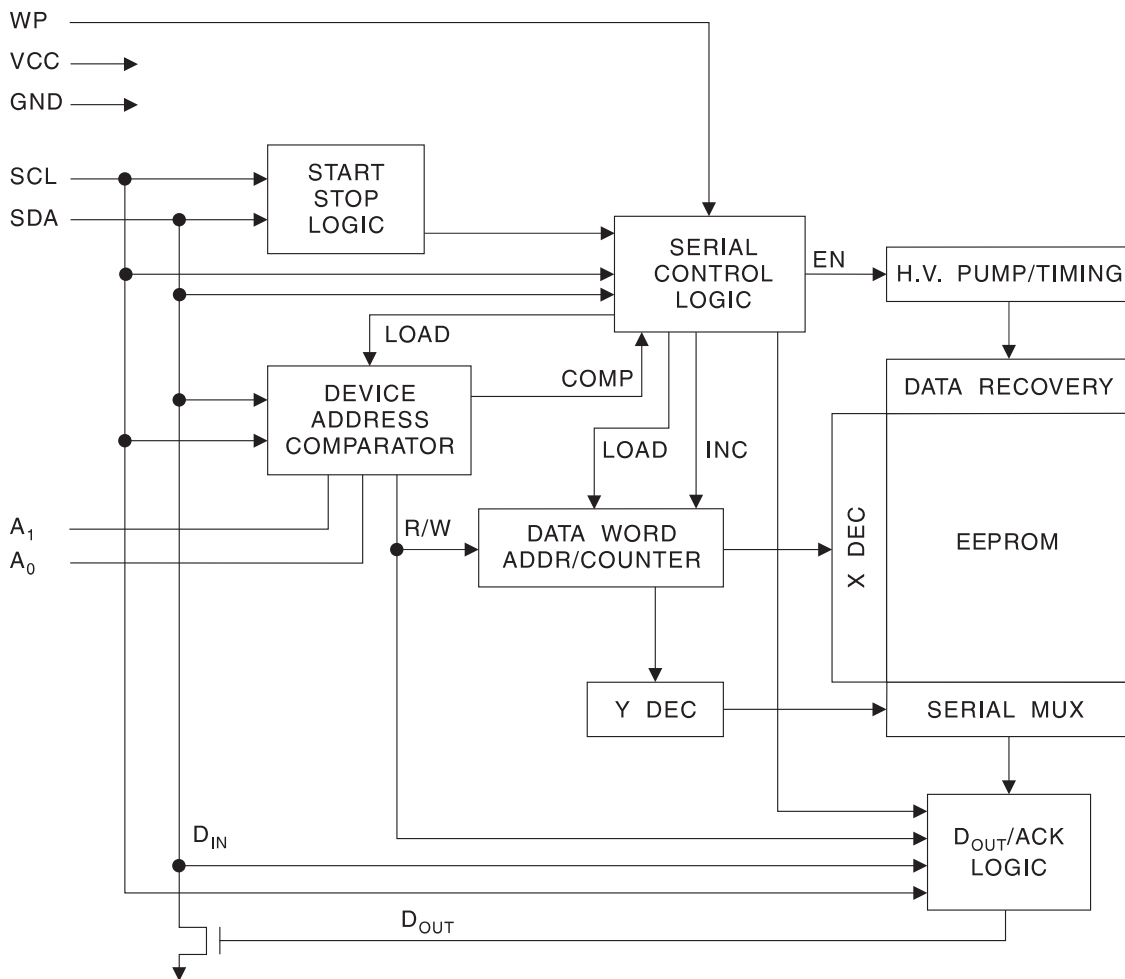 WP
VCC
GND
SCL
SDA
START
STOP
LOGIC
SERIAL
CONTROL
LOGIC
EN
H.V. PUMP/TIMING
LOAD
COMP
DEVICE
ADDRESS
COMPARATOR
DATA RECOVERY
LOAD
INC
A1
A0
R/W
DATA WORD
ADDR/COUNTER
X DEC
EEPROM
Y DEC
SERIAL MUX
DIN
DOUT/ACK
LOGIC
DOUT